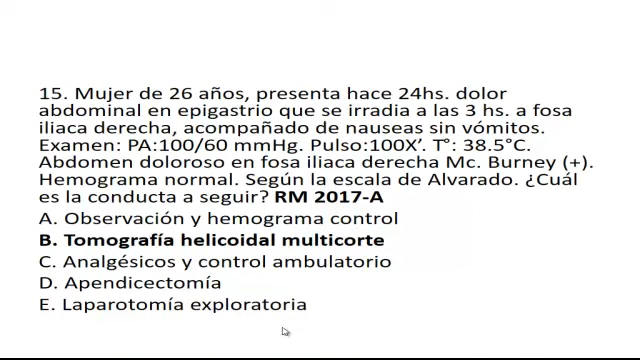 15. Mujer de 26 años, presenta hace 24hs. dolor
abdominal en epigastrio que se irradia a las 3 hs. a fosa
iliaca derecha, acompañado de nauseas sin vómitos.
Examen: PA:100/60 mmHg. Pulso:100X’. T°: 38.5°C.
Abdomen doloroso en fosa iliaca derecha Mc. Burney (+).
Hemograma normal. Según la escala de Alvarado. ¿Cuál
es la conducta a seguir? RM 2017-A
A. Observación y hemograma control
B. Tomografía helicoidal multicorte
C. Analgésicos y control ambulatorio
D. Apendicectomía
E. Laparotomía exploratoria